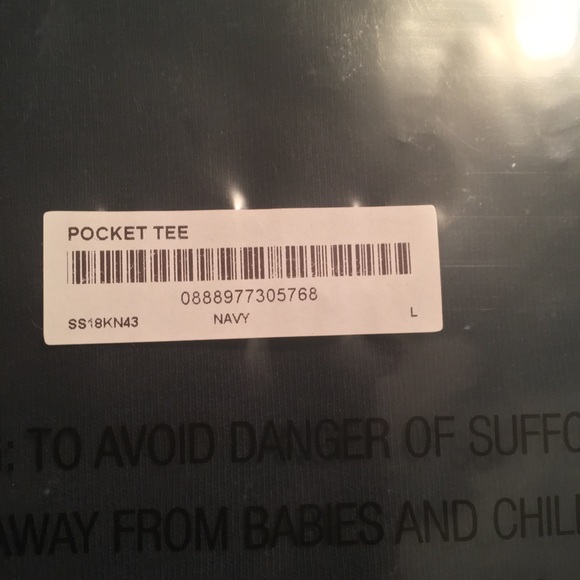 POCKET TEE
0888977305768
SS18KN43 NAVY L
: TO AVOID DANGER OF SUFFO
AWAY FROM BABIES AND CHIL